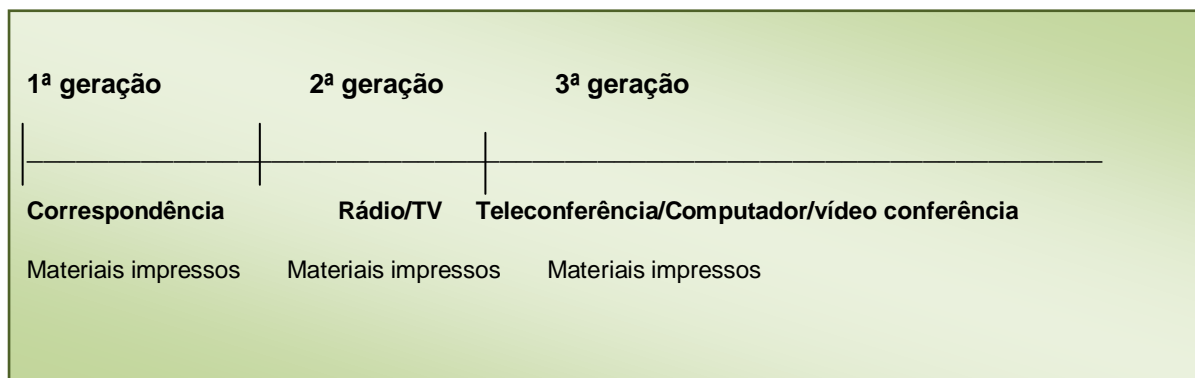 1ª geração 2ª geração 3ª geração
Correspondência Rádio/TV Teleconferência/Computador/vídeo conferência
Materiais impressos Materiais impressos Materiais impressos